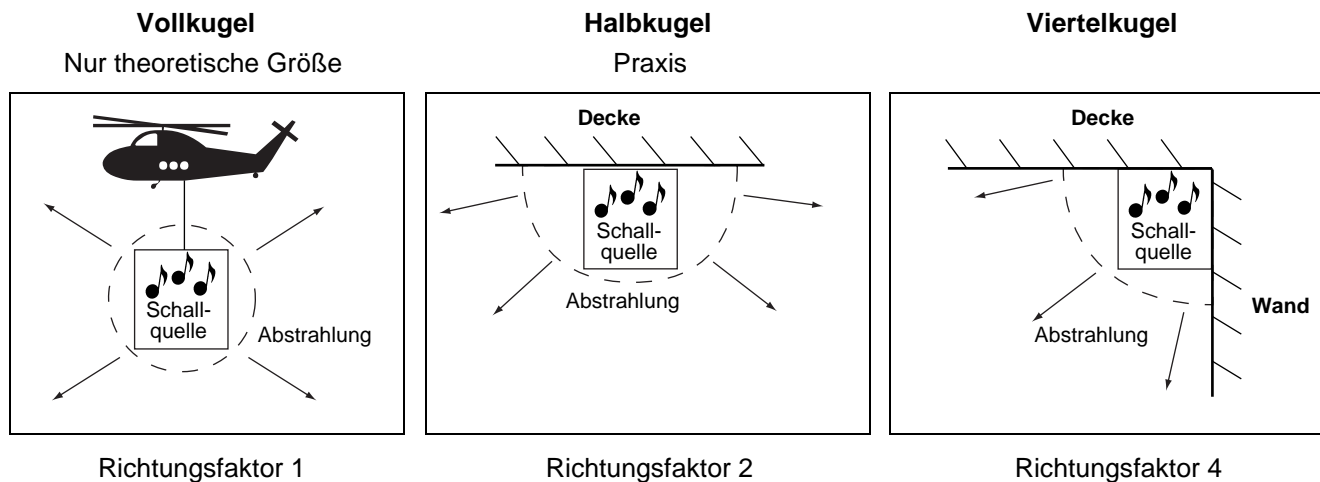 Vollkugel
Nur theoretische Größe
Schall-
quelle
Abstrahlung
Richtungsfaktor 1
Halbkugel
Praxis
Decke
Schall-
quelle
Abstrahlung
Richtungsfaktor 2
Viertelkugel
Decke
Schall-
quelle
Wand
Abstrahlung
Richtungsfaktor 4